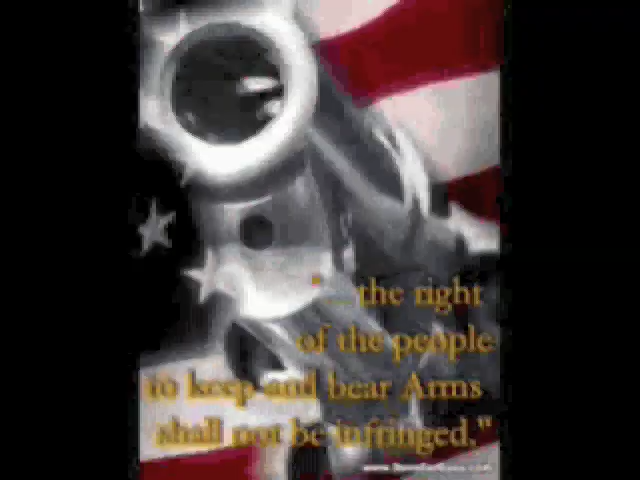 "...the right
of the people
to keep and bear Arms
shall not be infringed."